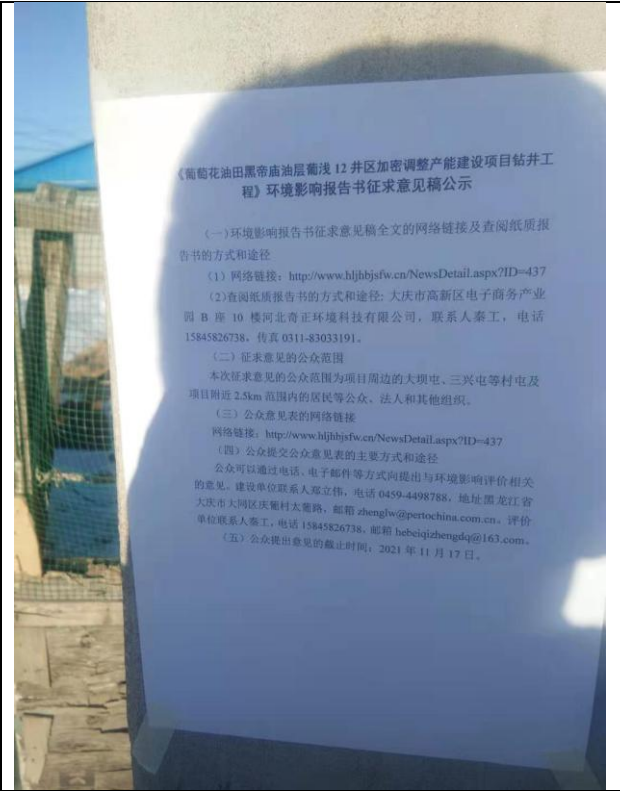 《葡萄花油田黑帝庙油层葡浅 12 井区加密调整产能建设项目钻井工
程》环境影响报告书征求意见稿公示
（一)环境影响报告书征求意见稿全文的网络链接及查阅纸质报
告书的方式和途径
（1）网络链接：http://www.hljhbjsfw.cn/NewsDetail.aspx?ID=437
（2)查阅纸质报告书的方式和途径：大庆市高新区电子商务产业
园 B 座 10 楼河北奇正环境科技有限公司，联系人秦工，电话
15845826738，传真 0311-83033191。
（二）征求意见的公众范围
本次征求意见的公众范围为项目周边的大坝屯、三兴屯等村屯及
项目附近 2.5km 范围内的居民等公众、法人和其他组织。
（三）公众意见表的网络链接
网络链接：http://www.hljhbjsfw.cn/NewsDetail.aspx?ID=437
（四）公众提交公众意见表的主要方式和途径
公众可以通过电话、电子邮件等方式向提出与环境影响评价相关
的意见。建设单位联系人郑立伟，电话 0459-4498788，地址黑龙江省
大庆市大同区庆葡村太葡路，邮箱 zhenglw@pertochina.com.cn。评价
单位联系人秦工，电话 15845826738，邮箱 hebeiqizhengdq@163.com。
（五）公众提出意见的截止时间：2021 年 11 月 17 日。